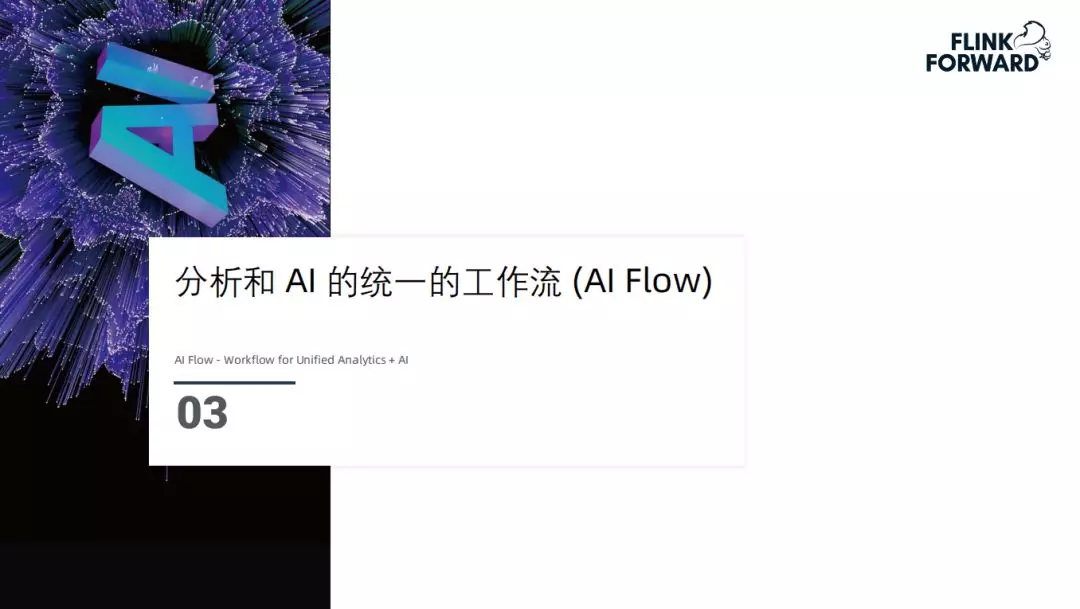 AI
FLINK
FORWARD
分析和 AI 的统一的工作流 (AI Flow)
AI Flow - Workflow for Unified Analytics + AI
03